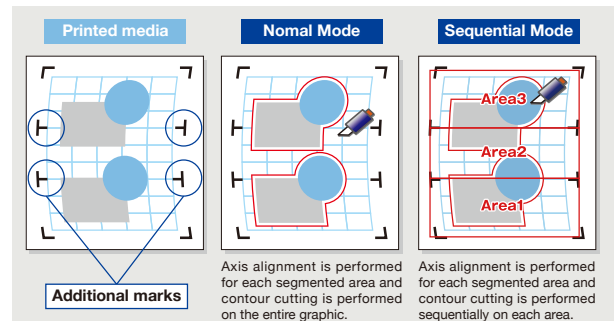 Printed media
Nomal Mode
Sequential Mode
Area3
Area2
Area1
Additional marks
Axis alignment is performed
for each segmented area and
contour cutting is performed
on the entire graphic.
Axis alignment is performed
for each segmented area and
contour cutting is performed
sequentially on each area.